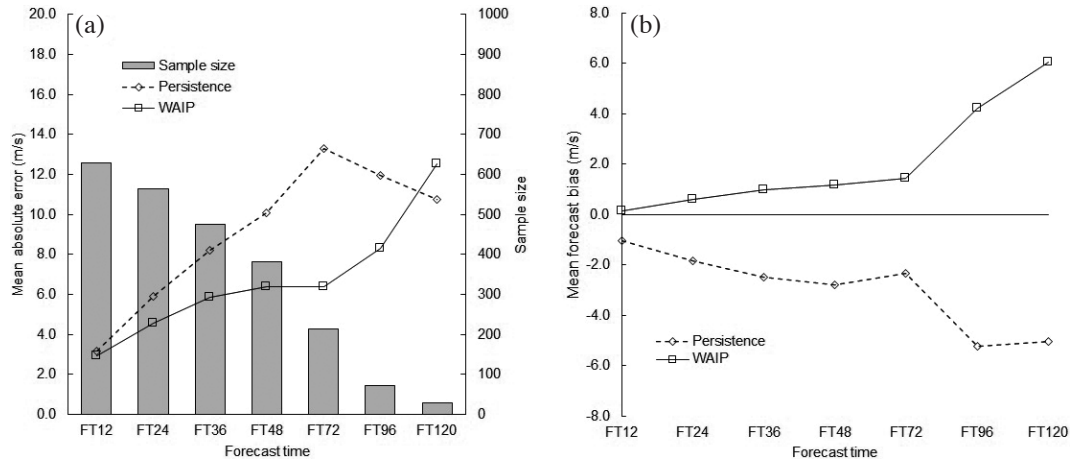 (a)
Mean absolute error (m/s)
20.0
18.0
16.0
14.0
12.0
10.0
8.0
6.0
4.0
2.0
0.0
Sample size
Persistence
WAIP
1000
900
800
700
600
500
400
300
200
100
0
Sample size
FT12 FT24 FT36 FT48 FT72 FT96 FT120
Forecast time
(b)
Mean forecast bias (m/s)
8.0
6.0
4.0
2.0
0.0
-2.0
-4.0
-6.0
-8.0
Persistence
WAIP
FT12 FT24 FT36 FT48 FT72 FT96 FT120
Forecast time